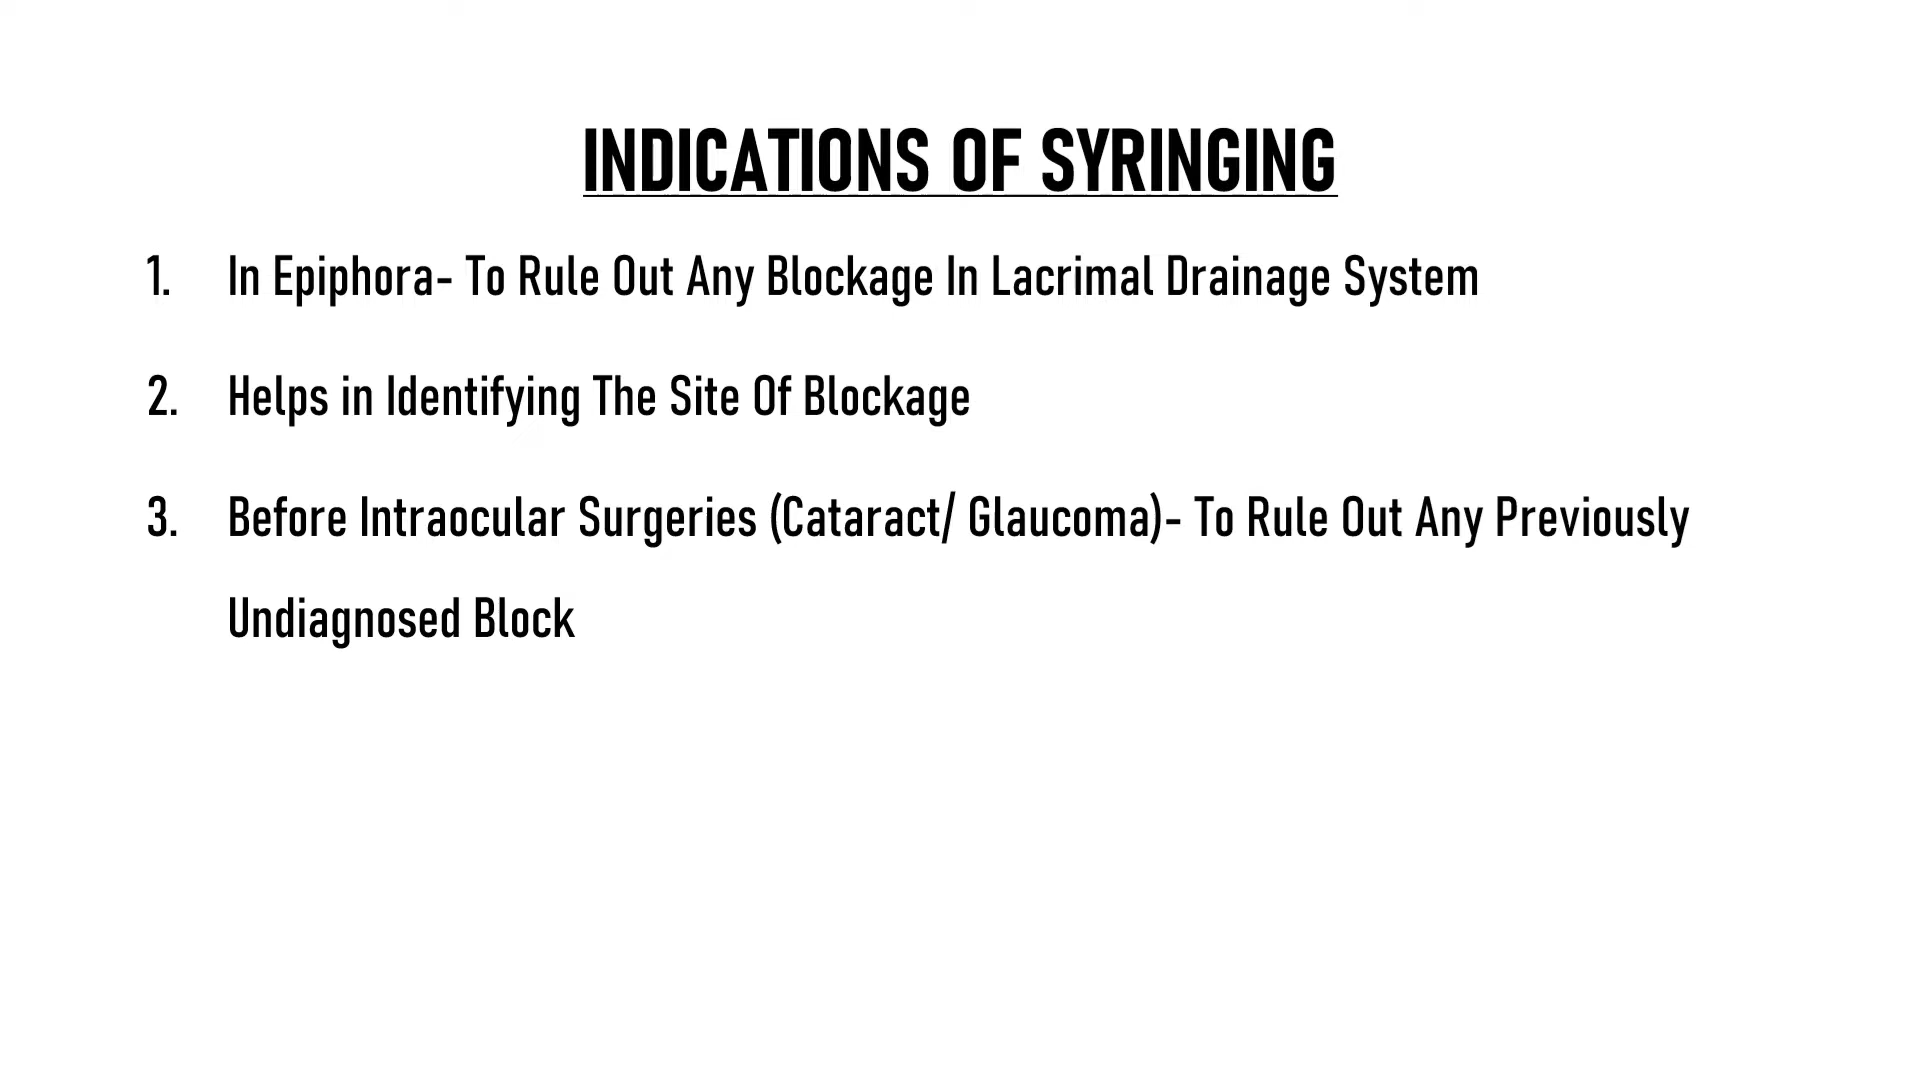 INDICATIONS OF SYRINGING
1. In Epiphora- To Rule Out Any Blockage In Lacrimal Drainage System
2. Helps in Identifying The Site Of Blockage
3. Before Intraocular Surgeries (Cataract/ Glaucoma)- To Rule Out Any Previously
Undiagnosed Block